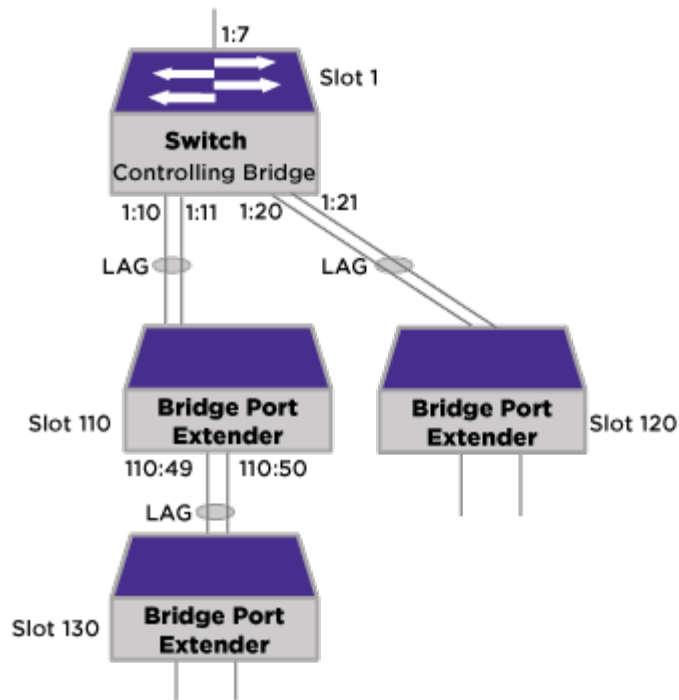 1:7
Slot 1
Switch
Controlling Bridge
1:10
1:11
1:20
1:21
LAG
LAG
Bridge Port
Extender
Slot 110
Bridge Port
Extender
Slot 120
110:49
110:50
LAG
Bridge Port
Extender
Slot 130